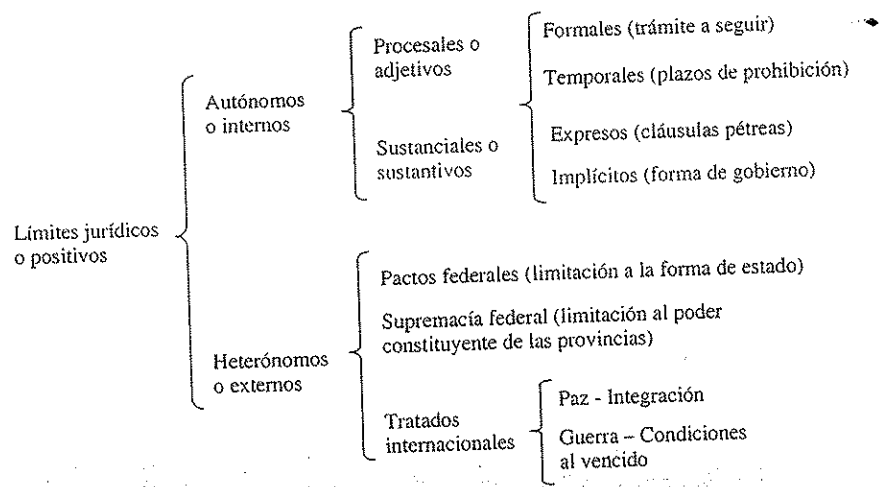 Límites jurídicos
o positivos
Autónomos
o internos
Procesales o
adjetivos
Sustanciales o
sustantivos
Formales (trámite a seguir)
Temporales (plazos de prohibición)
Expresos (cláusulas pétreas)
Implícitos (forma de gobierno)
Heterónomos
o externos
Pactos federales (limitación a la forma de estado)
Supremacía federal (limitación al poder
constituyente de las provincias)
Tratados
internacionales
Paz - Integración
Guerra – Condiciones
al vencido